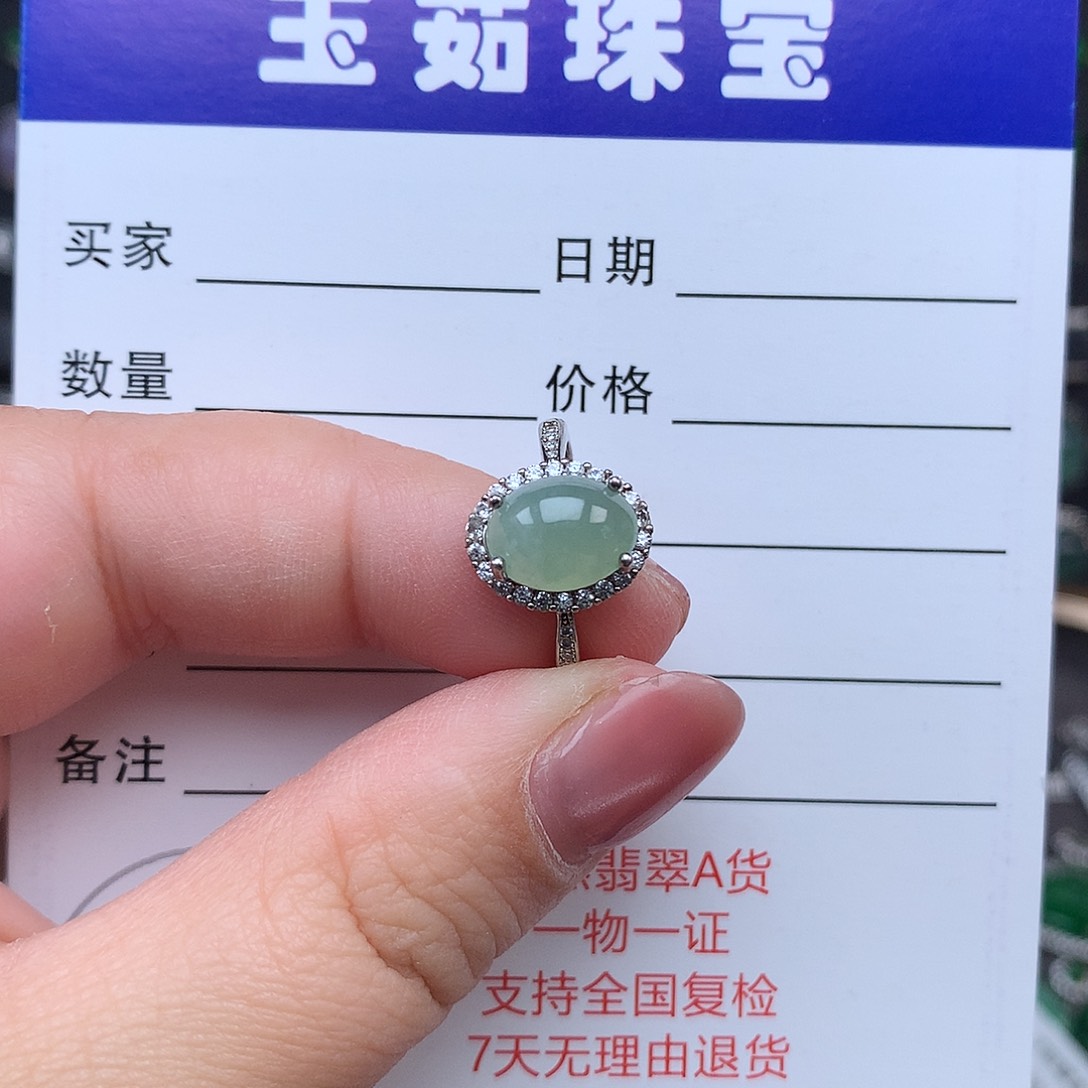 玉茹珠宝
买家 日期
数量 价格
备注
翡翠A货
一物一证
支持全国复检
7天无理由退货